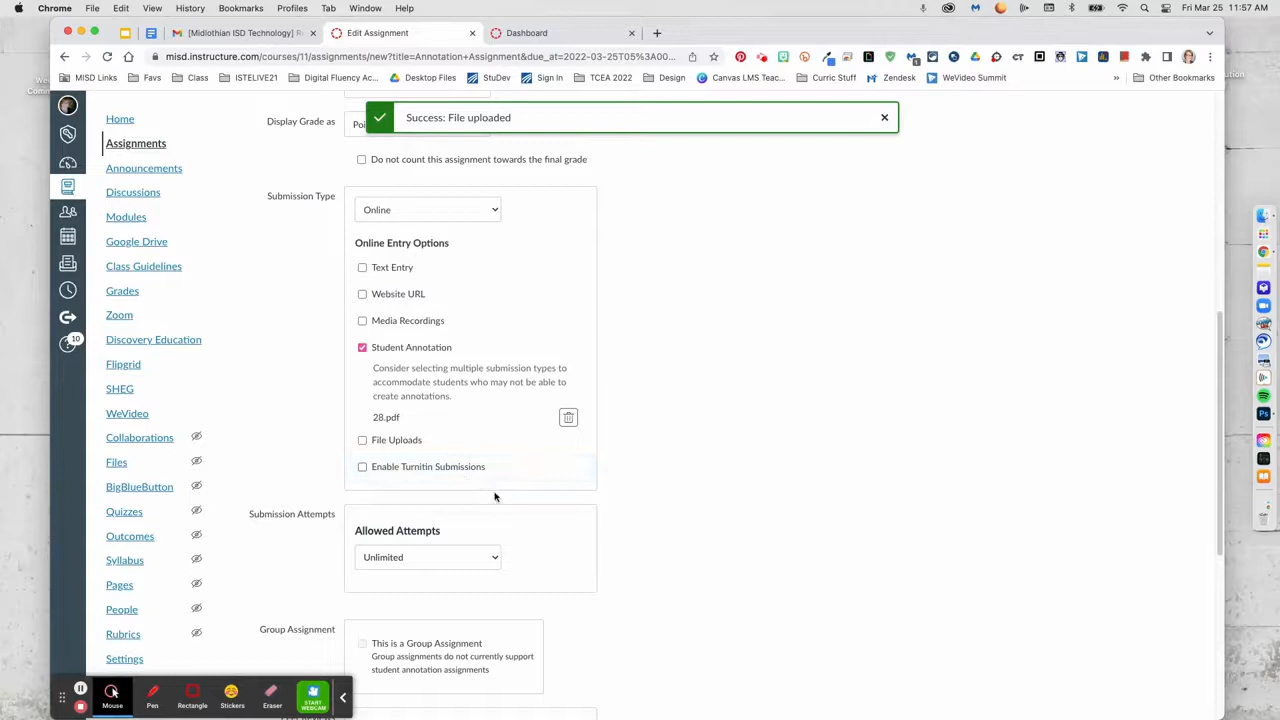 Chrome File Edit View History Bookmarks Profiles Tab Window Help Fri Mar 25 11:57 AM
[Midlothian ISD Technology] R
Edit Assignment
Dashboard
misd.instructure.com/courses/11/assignments/new?title=Annotation+Assignment&due_at=2022-03-25T05%3A00...
MISD Links Favs Class ISTELIVE21 Digital Fluency Ac... Desktop Files StuDev Sign In TCEA 2022 Design Canvas LMS Teac... Curric Stuff Zendesk WeVideo Summit » Other Bookmarks
Success: File uploaded
Home
Assignments
Announcements
Discussions
Modules
Google Drive
Class Guidelines
Grades
Zoom
Discovery Education
Flipgrid
SHEG
WeVideo
Collaborations
Files
BigBlueButton
Quizzes
Outcomes
Syllabus
Pages
People
Rubrics
Settings
10
Display Grade as
Poi
Do not count this assignment towards the final grade
Submission Type
Online
Online Entry Options
Text Entry
Website URL
Media Recordings
Student Annotation
Consider selecting multiple submission types to
accommodate students who may not be able to
create annotations.
28.pdf
File Uploads
Enable Turnitin Submissions
Submission Attempts
Allowed Attempts
Unlimited
Group Assignment
This is a Group Assignment
Group assignments do not currently support
student annotation assignments
Mouse Pen Rectangle Stickers Eraser
START
WEBCAM